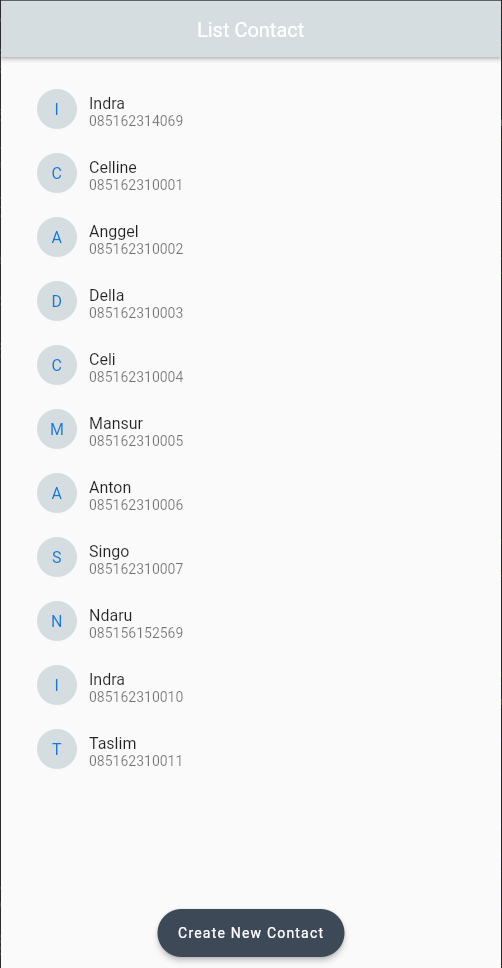 List Contact
I
Indra
085162314069
C
Celline
085162310001
A
Anggel
085162310002
D
Della
085162310003
C
Celi
085162310004
M
Mansur
085162310005
A
Anton
085162310006
S
Singo
085162310007
N
Ndaru
085156152569
I
Indra
085162310010
T
Taslim
085162310011
Create New Contact